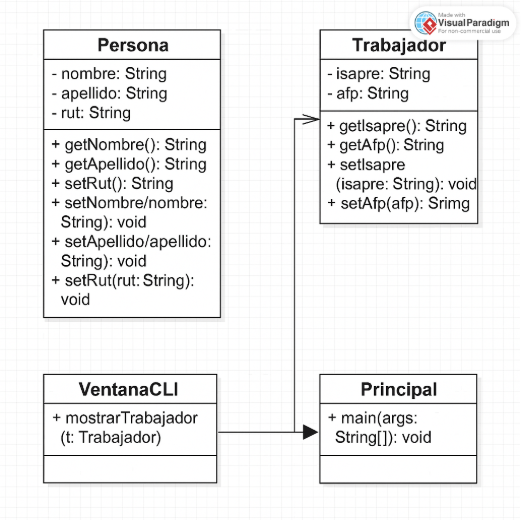 Made with
VisualParadigm
For non-commercial use
Persona
- nombre: String
- apellido: String
- rut: String
+ getNombre(): String
+ getApellido(): String
+ setRut(): String
+ setNombre/nombre:
String): void
+ setApellido/apellido:
String): void
+ setRut(rut: String):
void
Trabajador
- isapre: String
- afp: String
+ getIsapre(): String
+ getAfp(): String
+ setIsapre
(isapre: String): void
+ setAfp(afp): Srimg
VentanaCLI
+ mostrarTrabajador
(t: Trabajador)
Principal
+ main(args:
String[]): void